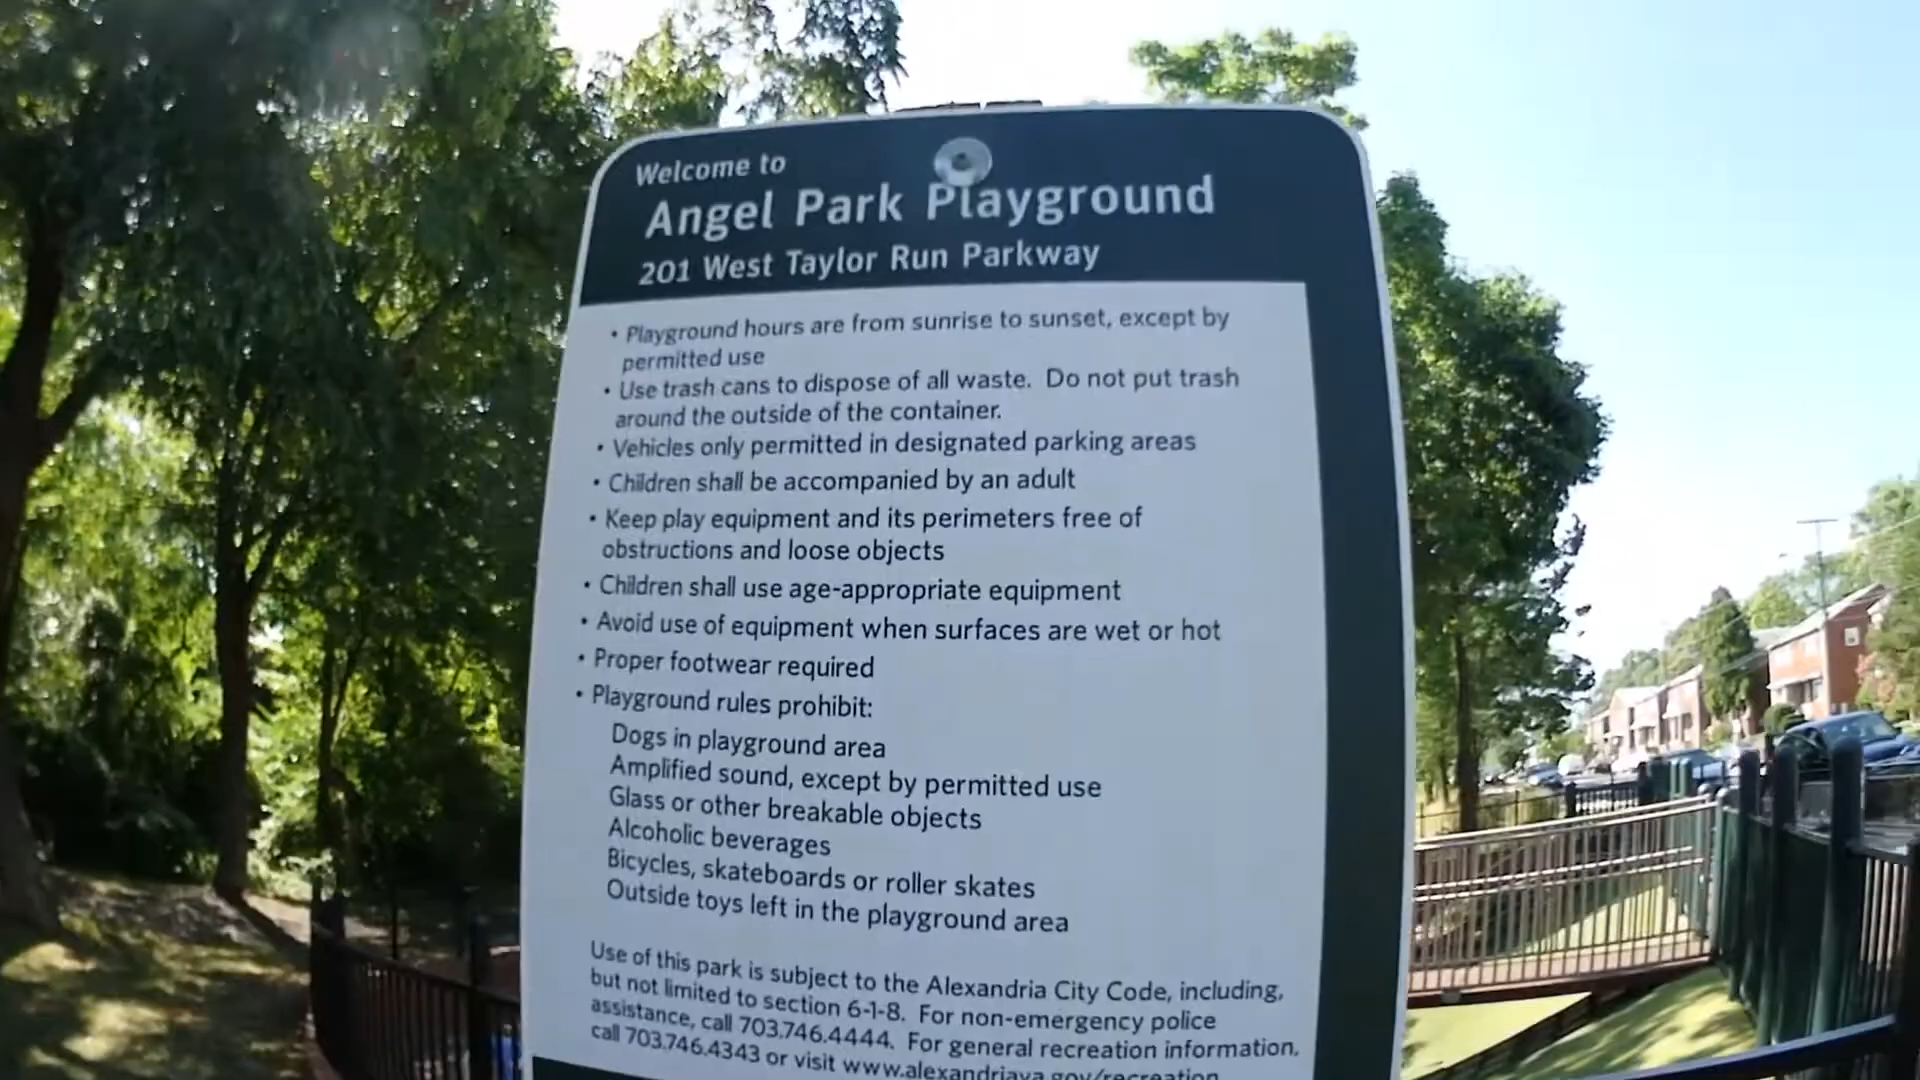 Welcome to
Angel Park Playground
201 West Taylor Run Parkway
• Playground hours are from sunrise to sunset, except by
permitted use
• Use trash cans to dispose of all waste. Do not put trash
around the outside of the container.
• Vehicles only permitted in designated parking areas
• Children shall be accompanied by an adult
• Keep play equipment and its perimeters free of
obstructions and loose objects
• Children shall use age-appropriate equipment
• Avoid use of equipment when surfaces are wet or hot
• Proper footwear required
• Playground rules prohibit:
Dogs in playground area
Amplified sound, except by permitted use
Glass or other breakable objects
Alcoholic beverages
Bicycles, skateboards or roller skates
Outside toys left in the playground area
Use of this park is subject to the Alexandria City Code, including,
but not limited to section 6-1-8. For non-emergency police
assistance, call 703.746.4444. For general recreation information,
call 703.746.4343 or visit www.alexandriava.gov/recreation